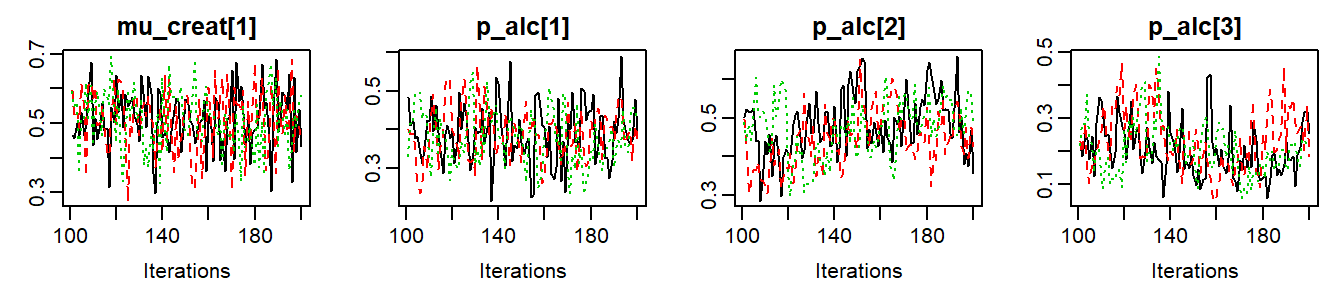 mu_creat[1]
0.7
0.5
0.3
100 140 180
Iterations
p_alc[1]
0.5
0.3
100 140 180
Iterations
p_alc[2]
0.5
0.3
100 140 180
Iterations
p_alc[3]
0.5
0.3
0.1
100 140 180
Iterations